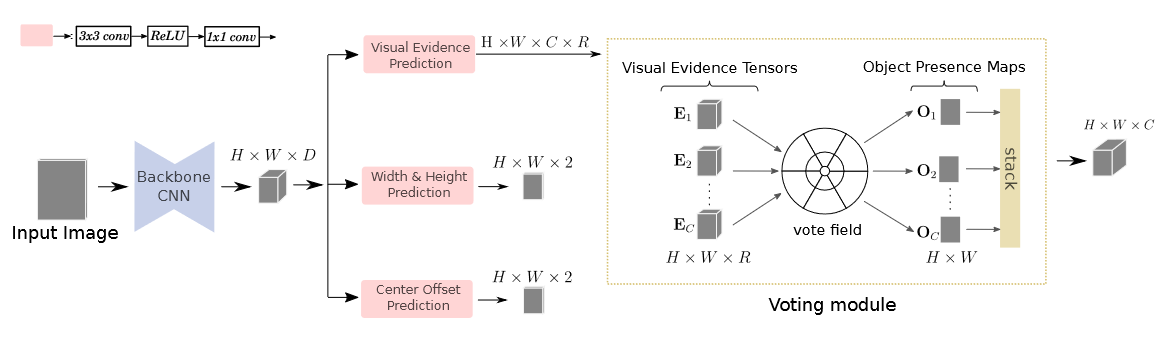 : 3x3 conv ReLU 1x1 conv
Input Image
Backbone
CNN
H × W × D
Visual Evidence
Prediction
H × W × C × R
Width & Height
Prediction
H × W × 2
Center Offset
Prediction
H × W × 2
Visual Evidence Tensors
E1
E2
EC
H × W × R
vote field
Object Presence Maps
O1
O2
OC
H × W
stack
Voting module
H × W × C